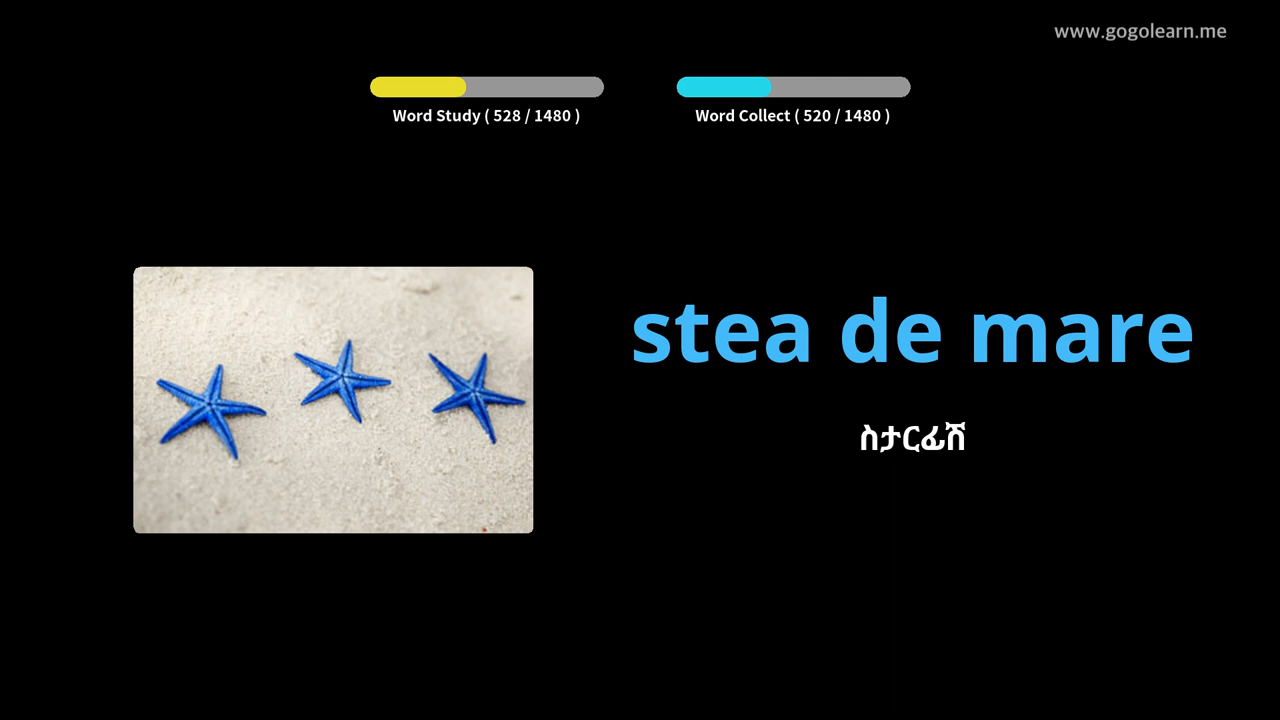 www.gogolearn.me
Word Study ( 528 / 1480 )
Word Collect ( 520 / 1480 )
stea de mare
ስታርፊሽ